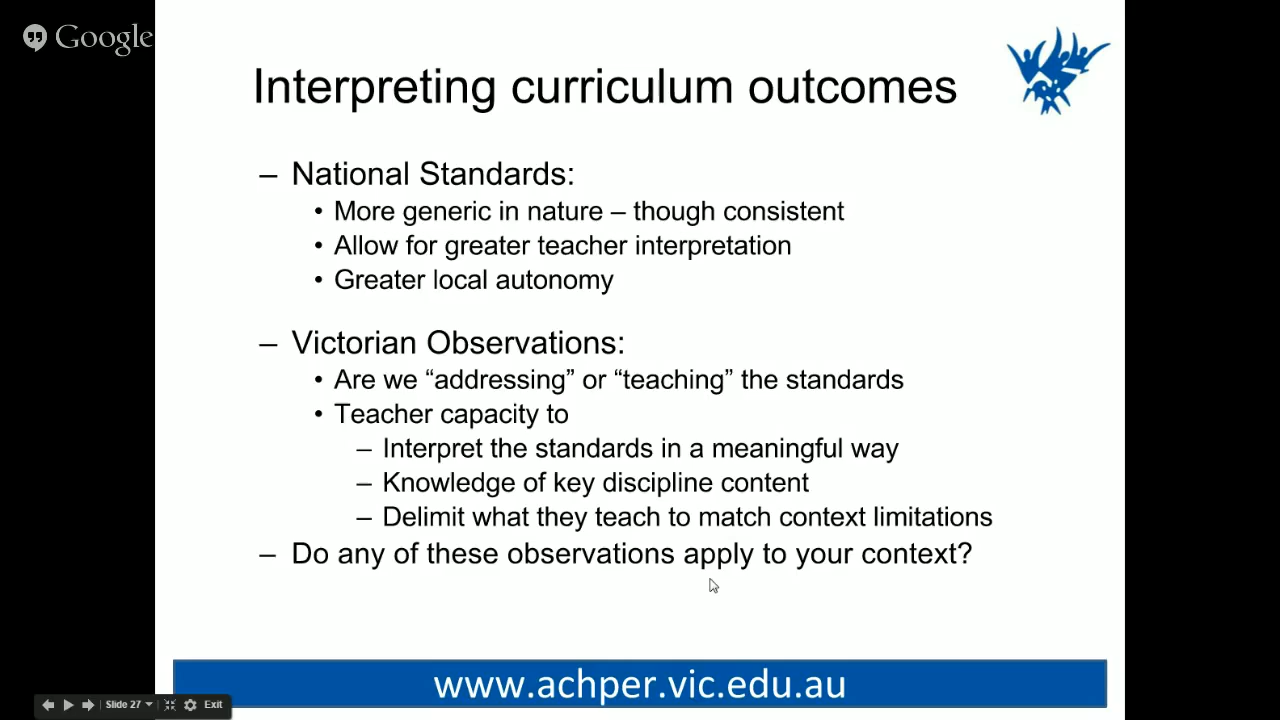 Google
Interpreting curriculum outcomes
– National Standards:
• More generic in nature – though consistent
• Allow for greater teacher interpretation
• Greater local autonomy
– Victorian Observations:
• Are we “addressing” or “teaching” the standards
• Teacher capacity to
– Interpret the standards in a meaningful way
– Knowledge of key discipline content
– Delimit what they teach to match context limitations
– Do any of these observations apply to your context?
www.achper.vic.edu.au
Slide 27 Exit